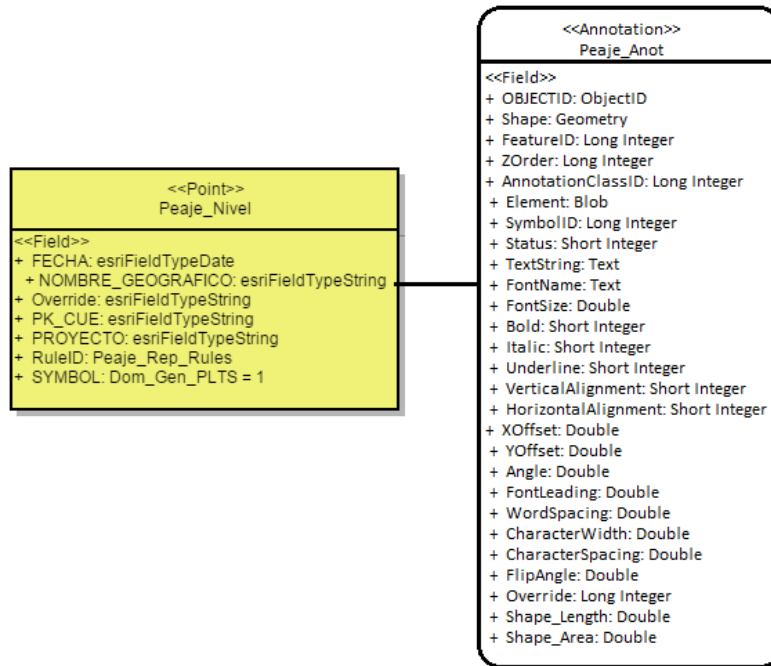 <<Point>>
Peaje_Nivel
<<Field>>
+ FECHA: esriFieldTypeDate
+ NOMBRE_GEOGRAFICO: esriFieldTypeString
+ Override: esriFieldTypeString
+ PK_CUE: esriFieldTypeString
+ PROYECTO: esriFieldTypeString
+ RuleID: Peaje_Rep_Rules
+ SYMBOL: Dom_Gen_PLTS = 1
<<Annotation>>
Peaje_Anot
<<Field>>
+ OBJECTID: ObjectID
+ Shape: Geometry
+ FeatureID: Long Integer
+ ZOrder: Long Integer
+ AnnotationClassID: Long Integer
+ Element: Blob
+ SymbolID: Long Integer
+ Status: Short Integer
+ TextString: Text
+ FontName: Text
+ FontSize: Double
+ Bold: Short Integer
+ Italic: Short Integer
+ Underline: Short Integer
+ VerticalAlignment: Short Integer
+ HorizontalAlignment: Short Integer
+ XOffset: Double
+ YOffset: Double
+ Angle: Double
+ FontLeading: Double
+ WordSpacing: Double
+ CharacterWidth: Double
+ CharacterSpacing: Double
+ FlipAngle: Double
+ Override: Long Integer
+ Shape_Length: Double
+ Shape_Area: Double